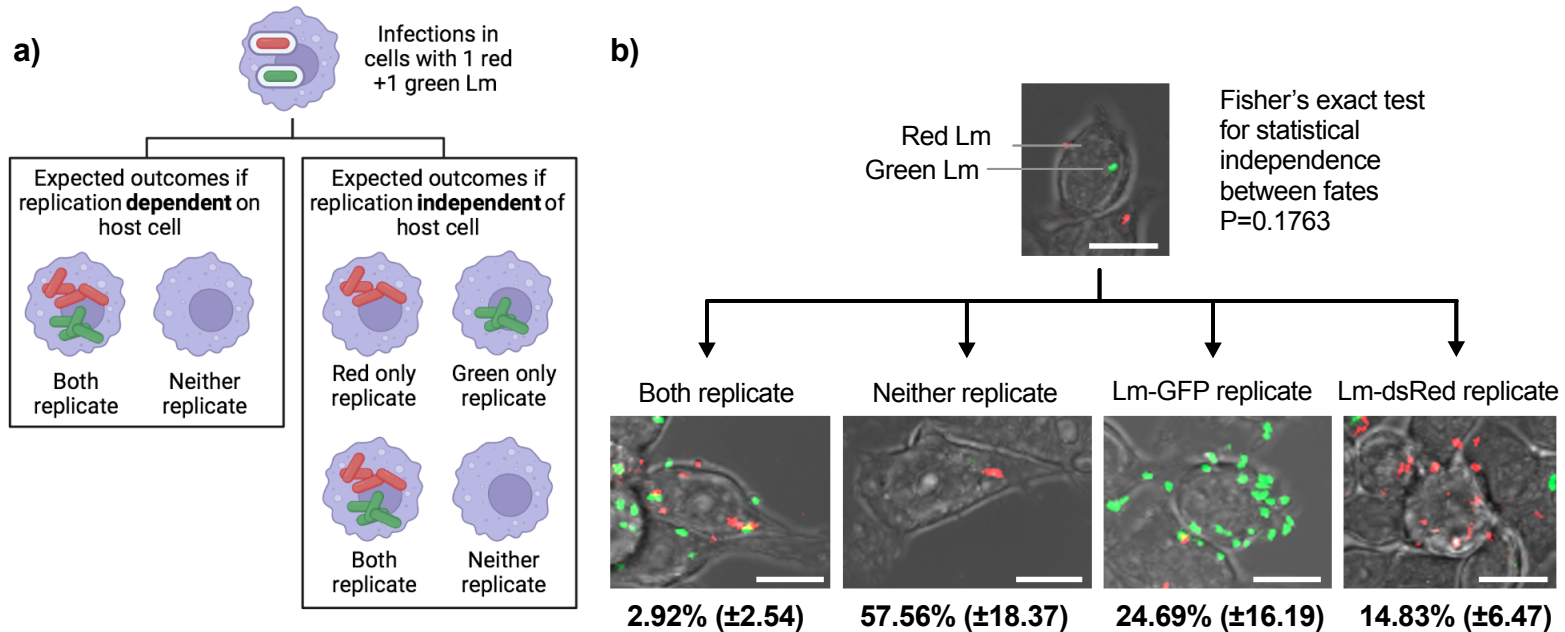 a)
Infections in
cells with 1 red
+1 green Lm
Expected outcomes if
replication dependent on
host cell
Both
replicate
Neither
replicate
Expected outcomes if
replication independent of
host cell
Red only
replicate
Green only
replicate
Both
replicate
Neither
replicate
b)
Red Lm
Green Lm
Fisher’s exact test
for statistical
independence
between fates
P=0.1763
Both replicate
Neither replicate
Lm-GFP replicate
Lm-dsRed replicate
2.92% (±2.54)
57.56% (±18.37)
24.69% (±16.19)
14.83% (±6.47)